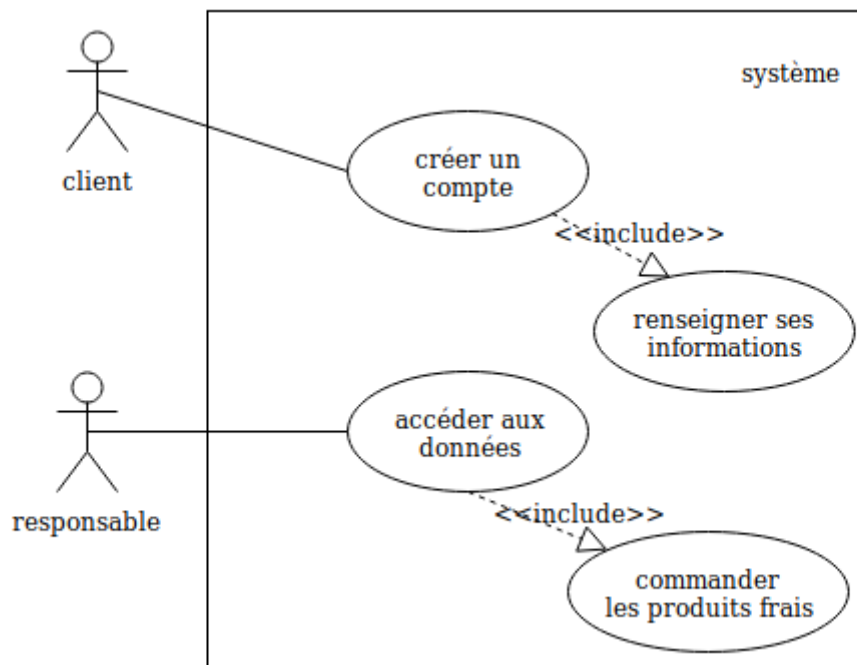 système
client
créer un
compte
<<include>>
renseigner ses
informations
responsable
accéder aux
données
<<include>>
commander
les produits frais